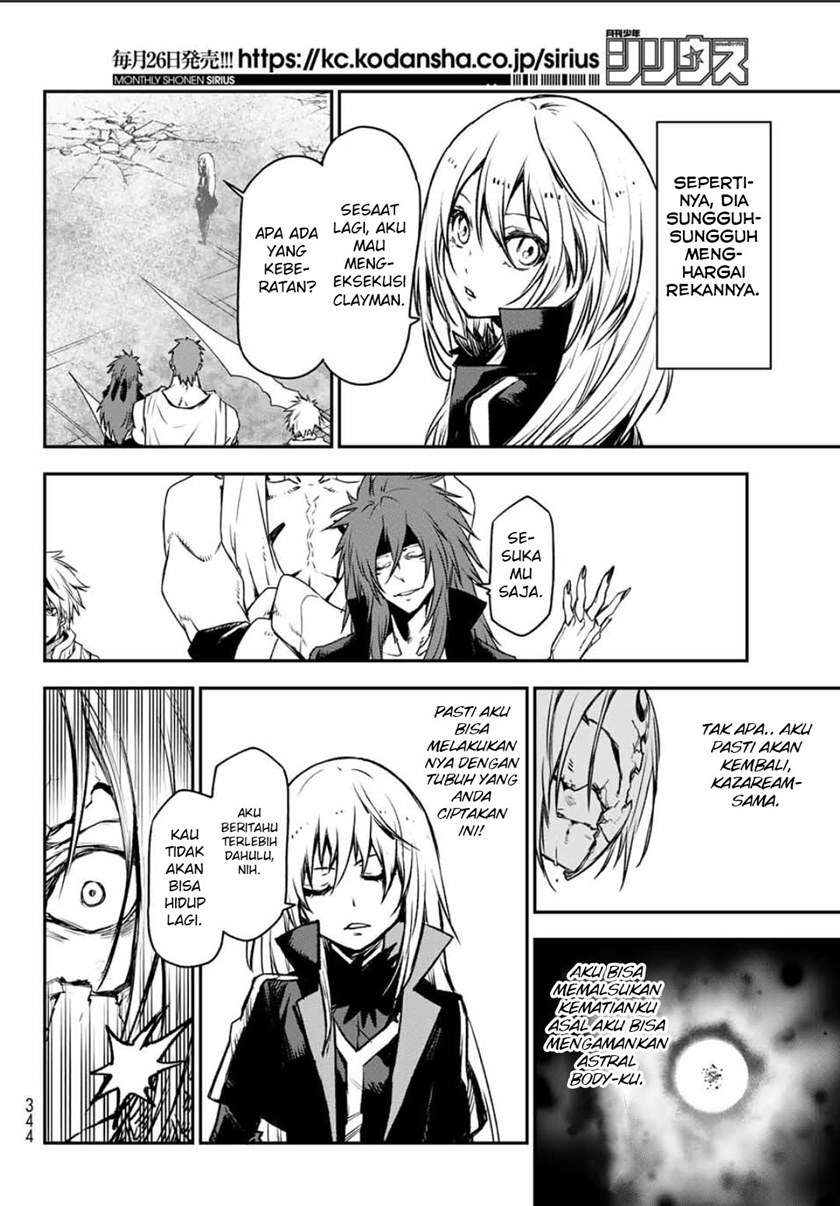 毎月26日発売!!! https://kc.kodansha.co.jp/sirius
MONTHLY SHONEN SIRIUS
月刊少年
シリウス
SEPERTI-
NYA, DIA
SUNGGUH-
SUNGGUH
MENG-
HARGAI
REKANNYA.
SESAAT
LAGI, AKU
MAU
MENG-
EKSEKUSI
CLAYMAN.
APA ADA
YANG
KEBE-
RATAN?
SE-
SUKA
MU
SAJA.
TAK APA.. AKU
PASTI AKAN
KEMBALI,
KAZAREAM-
SAMA.
AKU BISA
MEMALSUKAN
KEMATIANKU
ASAL AKU BISA
MENGAMANKAN
ASTRAL
BODY-KU.
PASTI AKU
BISA
MELAKUKAN
NYA DENGAN
TUBUH YANG
ANDA
CIPTAKAN
INI!
AKU
BERITAHU
TERLEBIH
DAHULU,
NIH.
KAU
TIDAK
AKAN BISA
HIDUP
LAGI.
344